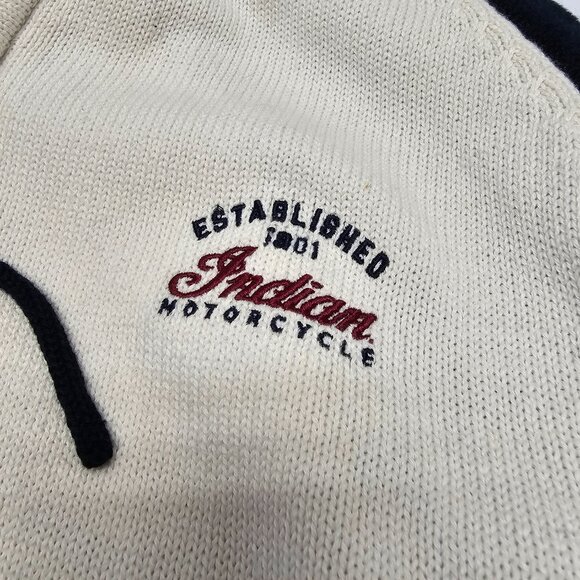 ESTABLISHED
1901
Indian.
MOTORCYCLE